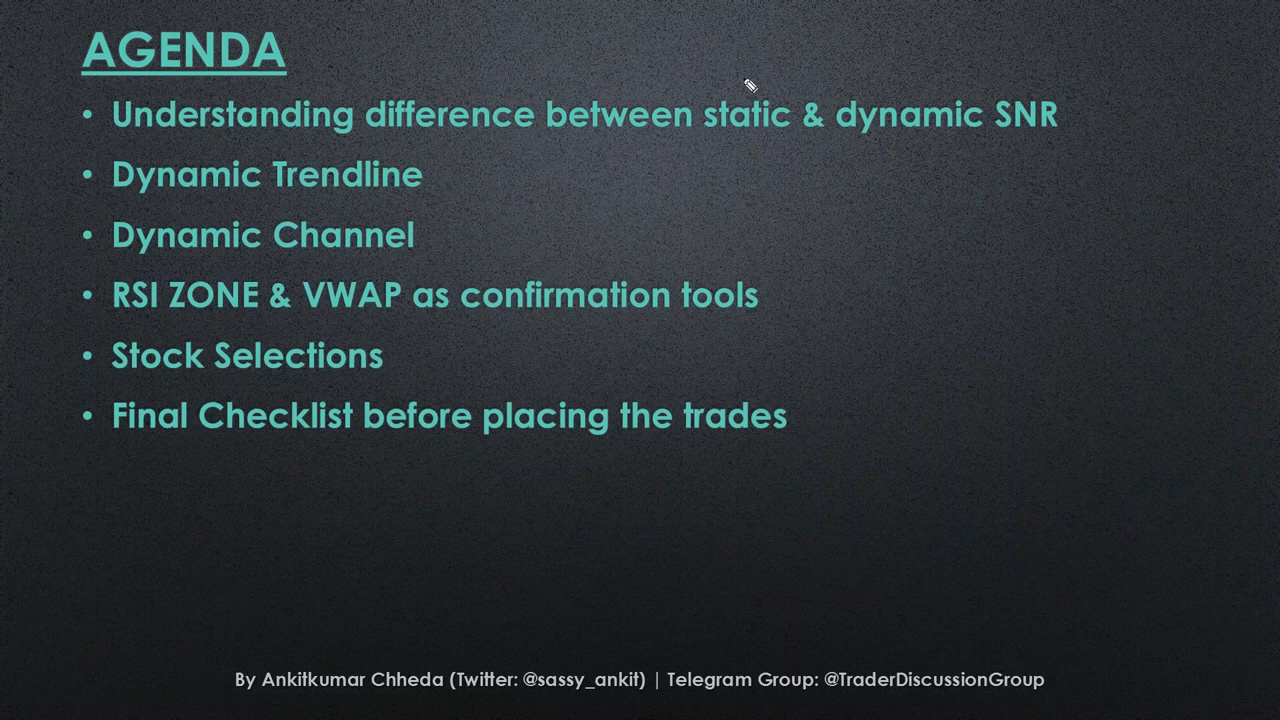 AGENDA
• Understanding difference between static & dynamic SNR
• Dynamic Trendline
• Dynamic Channel
• RSI ZONE & VWAP as confirmation tools
• Stock Selections
• Final Checklist before placing the trades
By Ankitkumar Chheda (Twitter: @sassy_ankit) | Telegram Group: @TraderDiscussionGroup